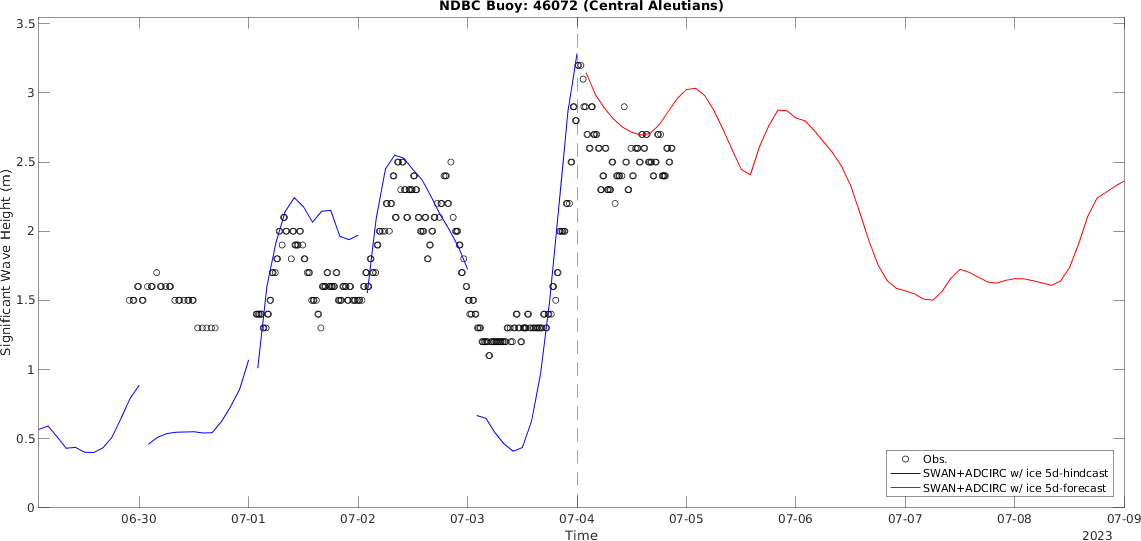 NDBC Buoy: 46072 (Central Aleutians)
3.5
3
2.5
2
1.5
1
0.5
0
Significant Wave Height (m)
Obs.
SWAN+ADCIRC w/ ice 5d-hindcast
SWAN+ADCIRC w/ ice 5d-forecast
06-30 07-01 07-02 07-03 07-04 07-05 07-06 07-07 07-08 07-09
Time
2023